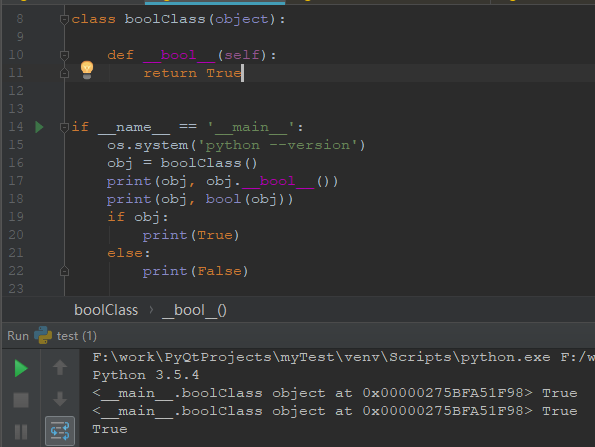 8 class boolClass(object):
9
10 def __bool__(self):
11 return True
12
13
14 if __name__ == '__main__':
15 os.system('python --version')
16 obj = boolClass()
17 print(obj, obj.__bool__())
18 print(obj, bool(obj))
19 if obj:
20 print(True)
21 else:
22 print(False)
23
boolClass › __bool__()
Run test (1)
F:\work\PyQtProjects\myTest\venv\Scripts\python.exe F:/w
Python 3.5.4
<__main__.boolClass object at 0x00000275BFA51F98> True
<__main__.boolClass object at 0x00000275BFA51F98> True
True